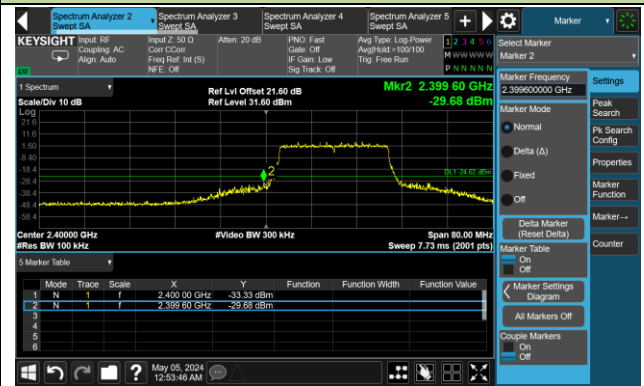 Spectrum Analyzer 2
Swept SA
Spectrum Analyzer 3
Swept SA
Spectrum Analyzer 4
Swept SA
Spectrum Analyzer 5
Swept SA
Marker
KEYSIGHT
Input: RF
Coupling: AC
Align: Auto
Input Z: 50 Ω
Corr CCorr
Freq Ref: Int (S)
NFE: Off
Atten: 20 dB
PNO: Fast
Gate: Off
IF Gain: Low
Sig Track: Off
Avg Type: Log-Power
Avg|Hold:>100/100
Trig: Free Run
1 2 3 4 5 6
M W W W W W
P N N N N N
LW
1 Spectrum
Scale/Div 10 dB
Ref Lvl Offset 21.60 dB
Ref Level 31.60 dBm
Mkr2 2.399 60 GHz
-29.68 dBm
Log
21.6
11.6
1.60
-8.40
-18.4
-28.4
-38.4
-48.4
-58.4
2
DL1 -24.02 dBm
Center 2.40000 GHz
#Res BW 100 kHz
#Video BW 300 kHz
Span 80.00 MHz
Sweep 7.73 ms (2001 pts)
5 Marker Table
Mode Trace Scale X Y Function Function Width Function Value
1 N 1 f 2.400 00 GHz -33.33 dBm
2 N 1 f 2.399 60 GHz -29.68 dBm
3
4
5
6
Select Marker
Marker 2
Marker Frequency
2.399600000 GHz
Marker Mode
Normal
Delta (Δ)
Fixed
Off
Delta Marker
(Reset Delta)
Marker Table
On
Off
Marker Settings
Diagram
All Markers Off
Couple Markers
On
Off
Settings
Peak
Search
Pk Search
Config
Properties
Marker
Function
Marker→
Counter
May 05, 2024
12:53:46 AM